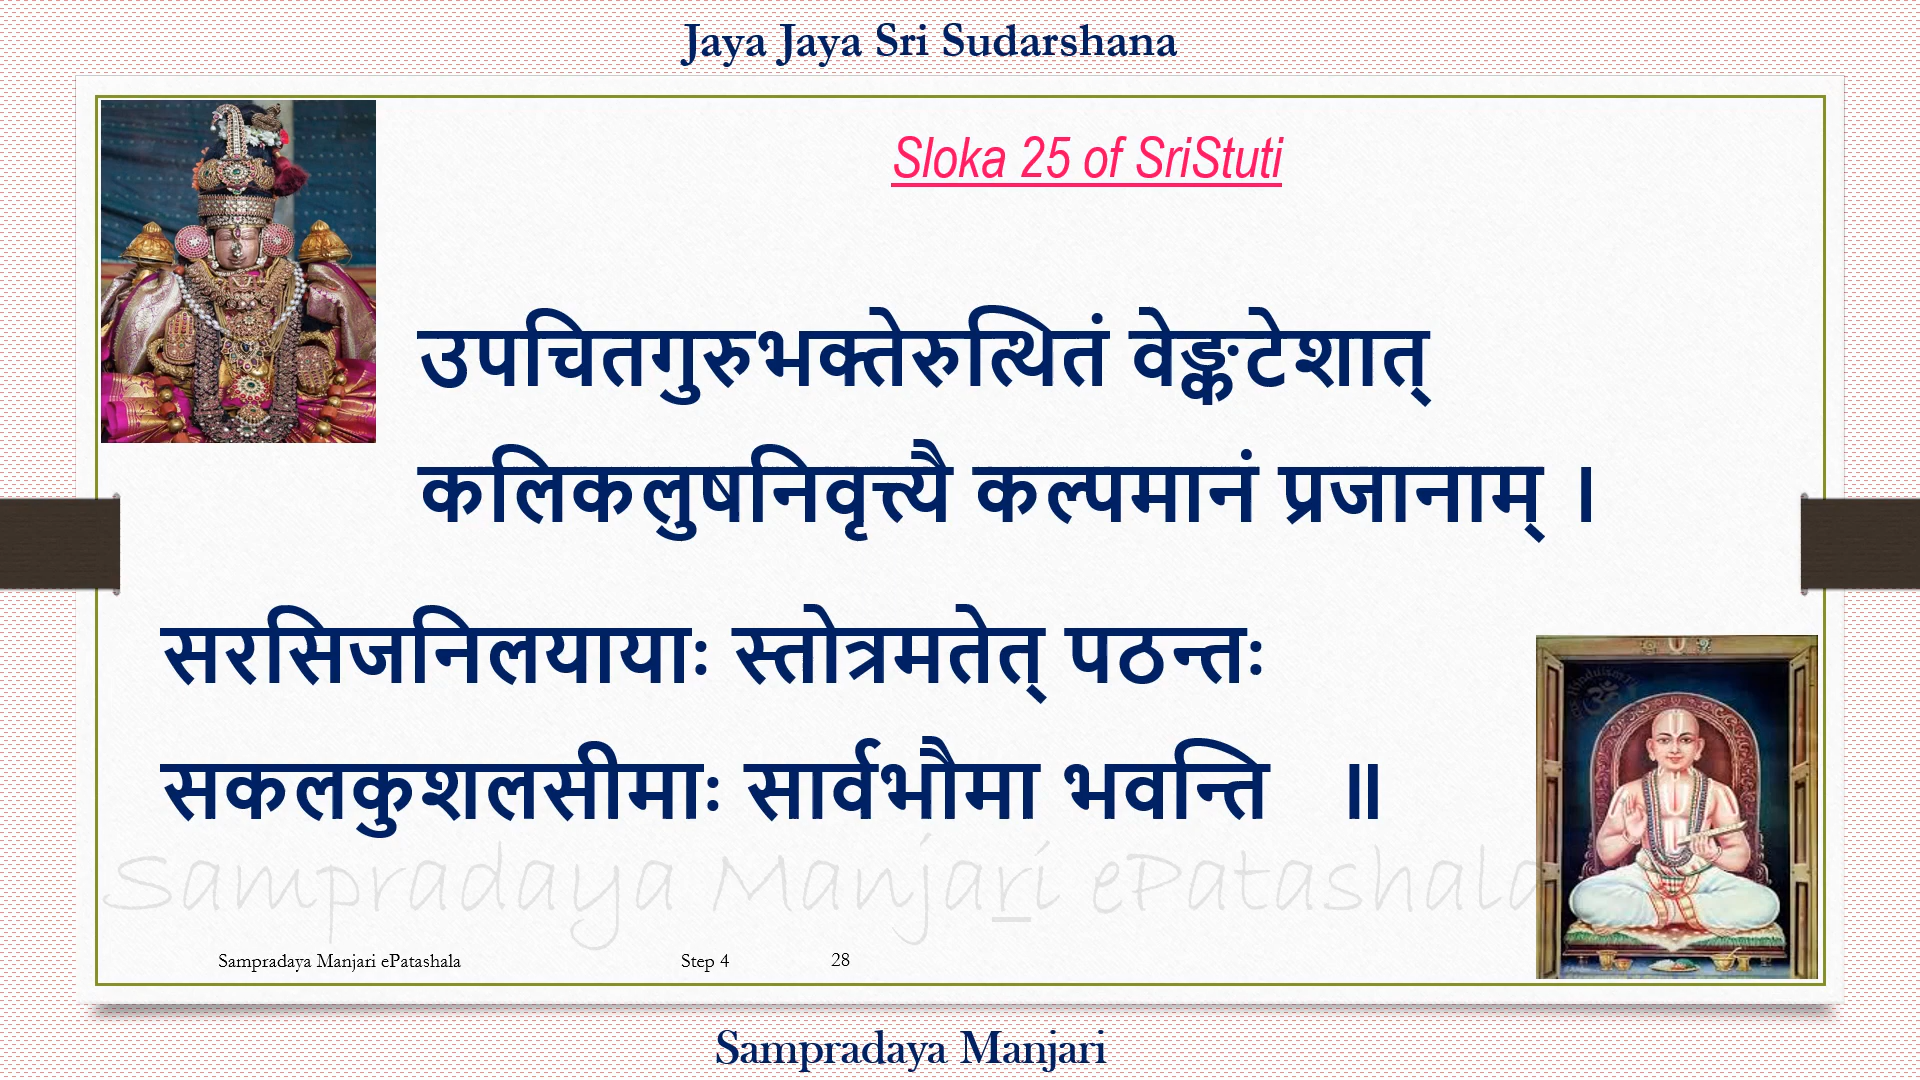 Jaya Jaya Sri Sudarshana
Sloka 25 of SriStuti
उपचितगुरुभक्तेरुत्थितं वेङ्कटेशात्
कलिकलुषनिवृत्त्यै कल्पमानं प्रजानाम् ।
सरसिजनिलयायाः स्तोत्रमतेत् पठन्तः
सकलकुशलसीमाः सार्वभौमा भवन्ति ॥
Sampradaya Manjari ePatashala
Sampradaya Manjari ePatashala Step 4 28
Sampradaya Manjari